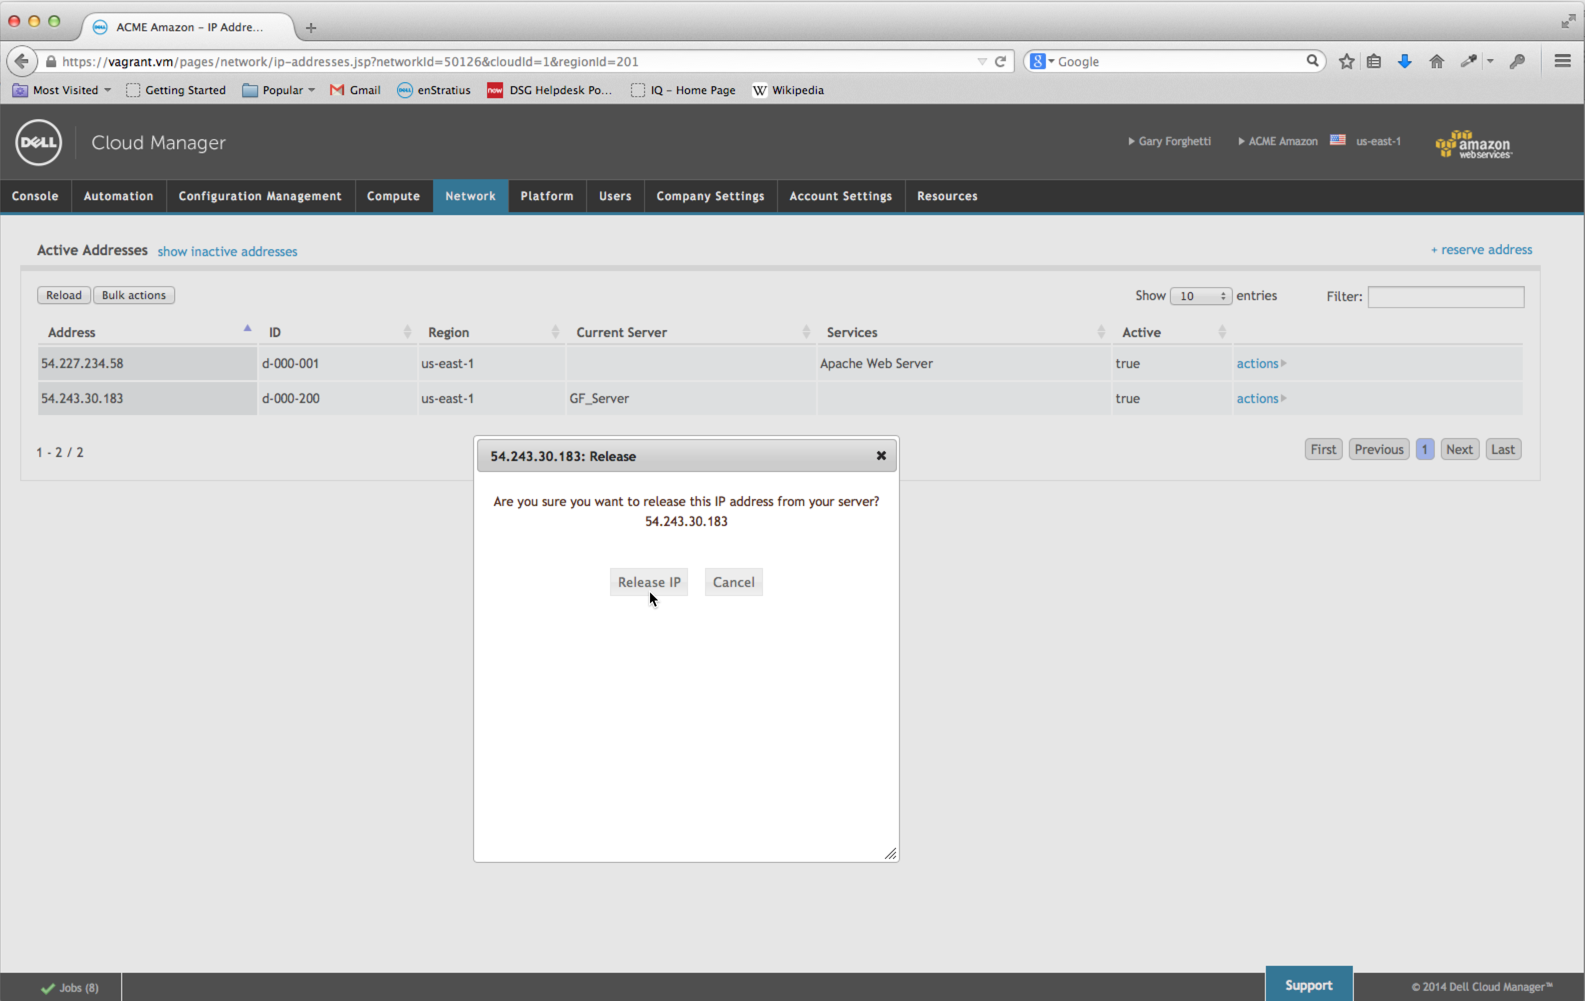 ACME Amazon – IP Addre...
https://vagrant.vm/pages/network/ip-addresses.jsp?networkId=50126&cloudId=1&regionId=201
Google
Most Visited Getting Started Popular Gmail enStratius DSG Helpdesk Po... IQ – Home Page Wikipedia
DELL Cloud Manager Gary Forghetti ACME Amazon us-east-1 amazon webservices™
Console Automation Configuration Management Compute Network Platform Users Company Settings Account Settings Resources
Active Addresses show inactive addresses + reserve address
Reload Bulk actions Show 10 entries Filter:
Address ID Region Current Server Services Active
54.227.234.58 d-000-001 us-east-1 Apache Web Server true actions
54.243.30.183 d-000-200 us-east-1 GF_Server true actions
1 - 2 / 2 First Previous 1 Next Last
54.243.30.183: Release
Are you sure you want to release this IP address from your server?
54.243.30.183
Release IP Cancel
Jobs (8) Support © 2014 Dell Cloud Manager™